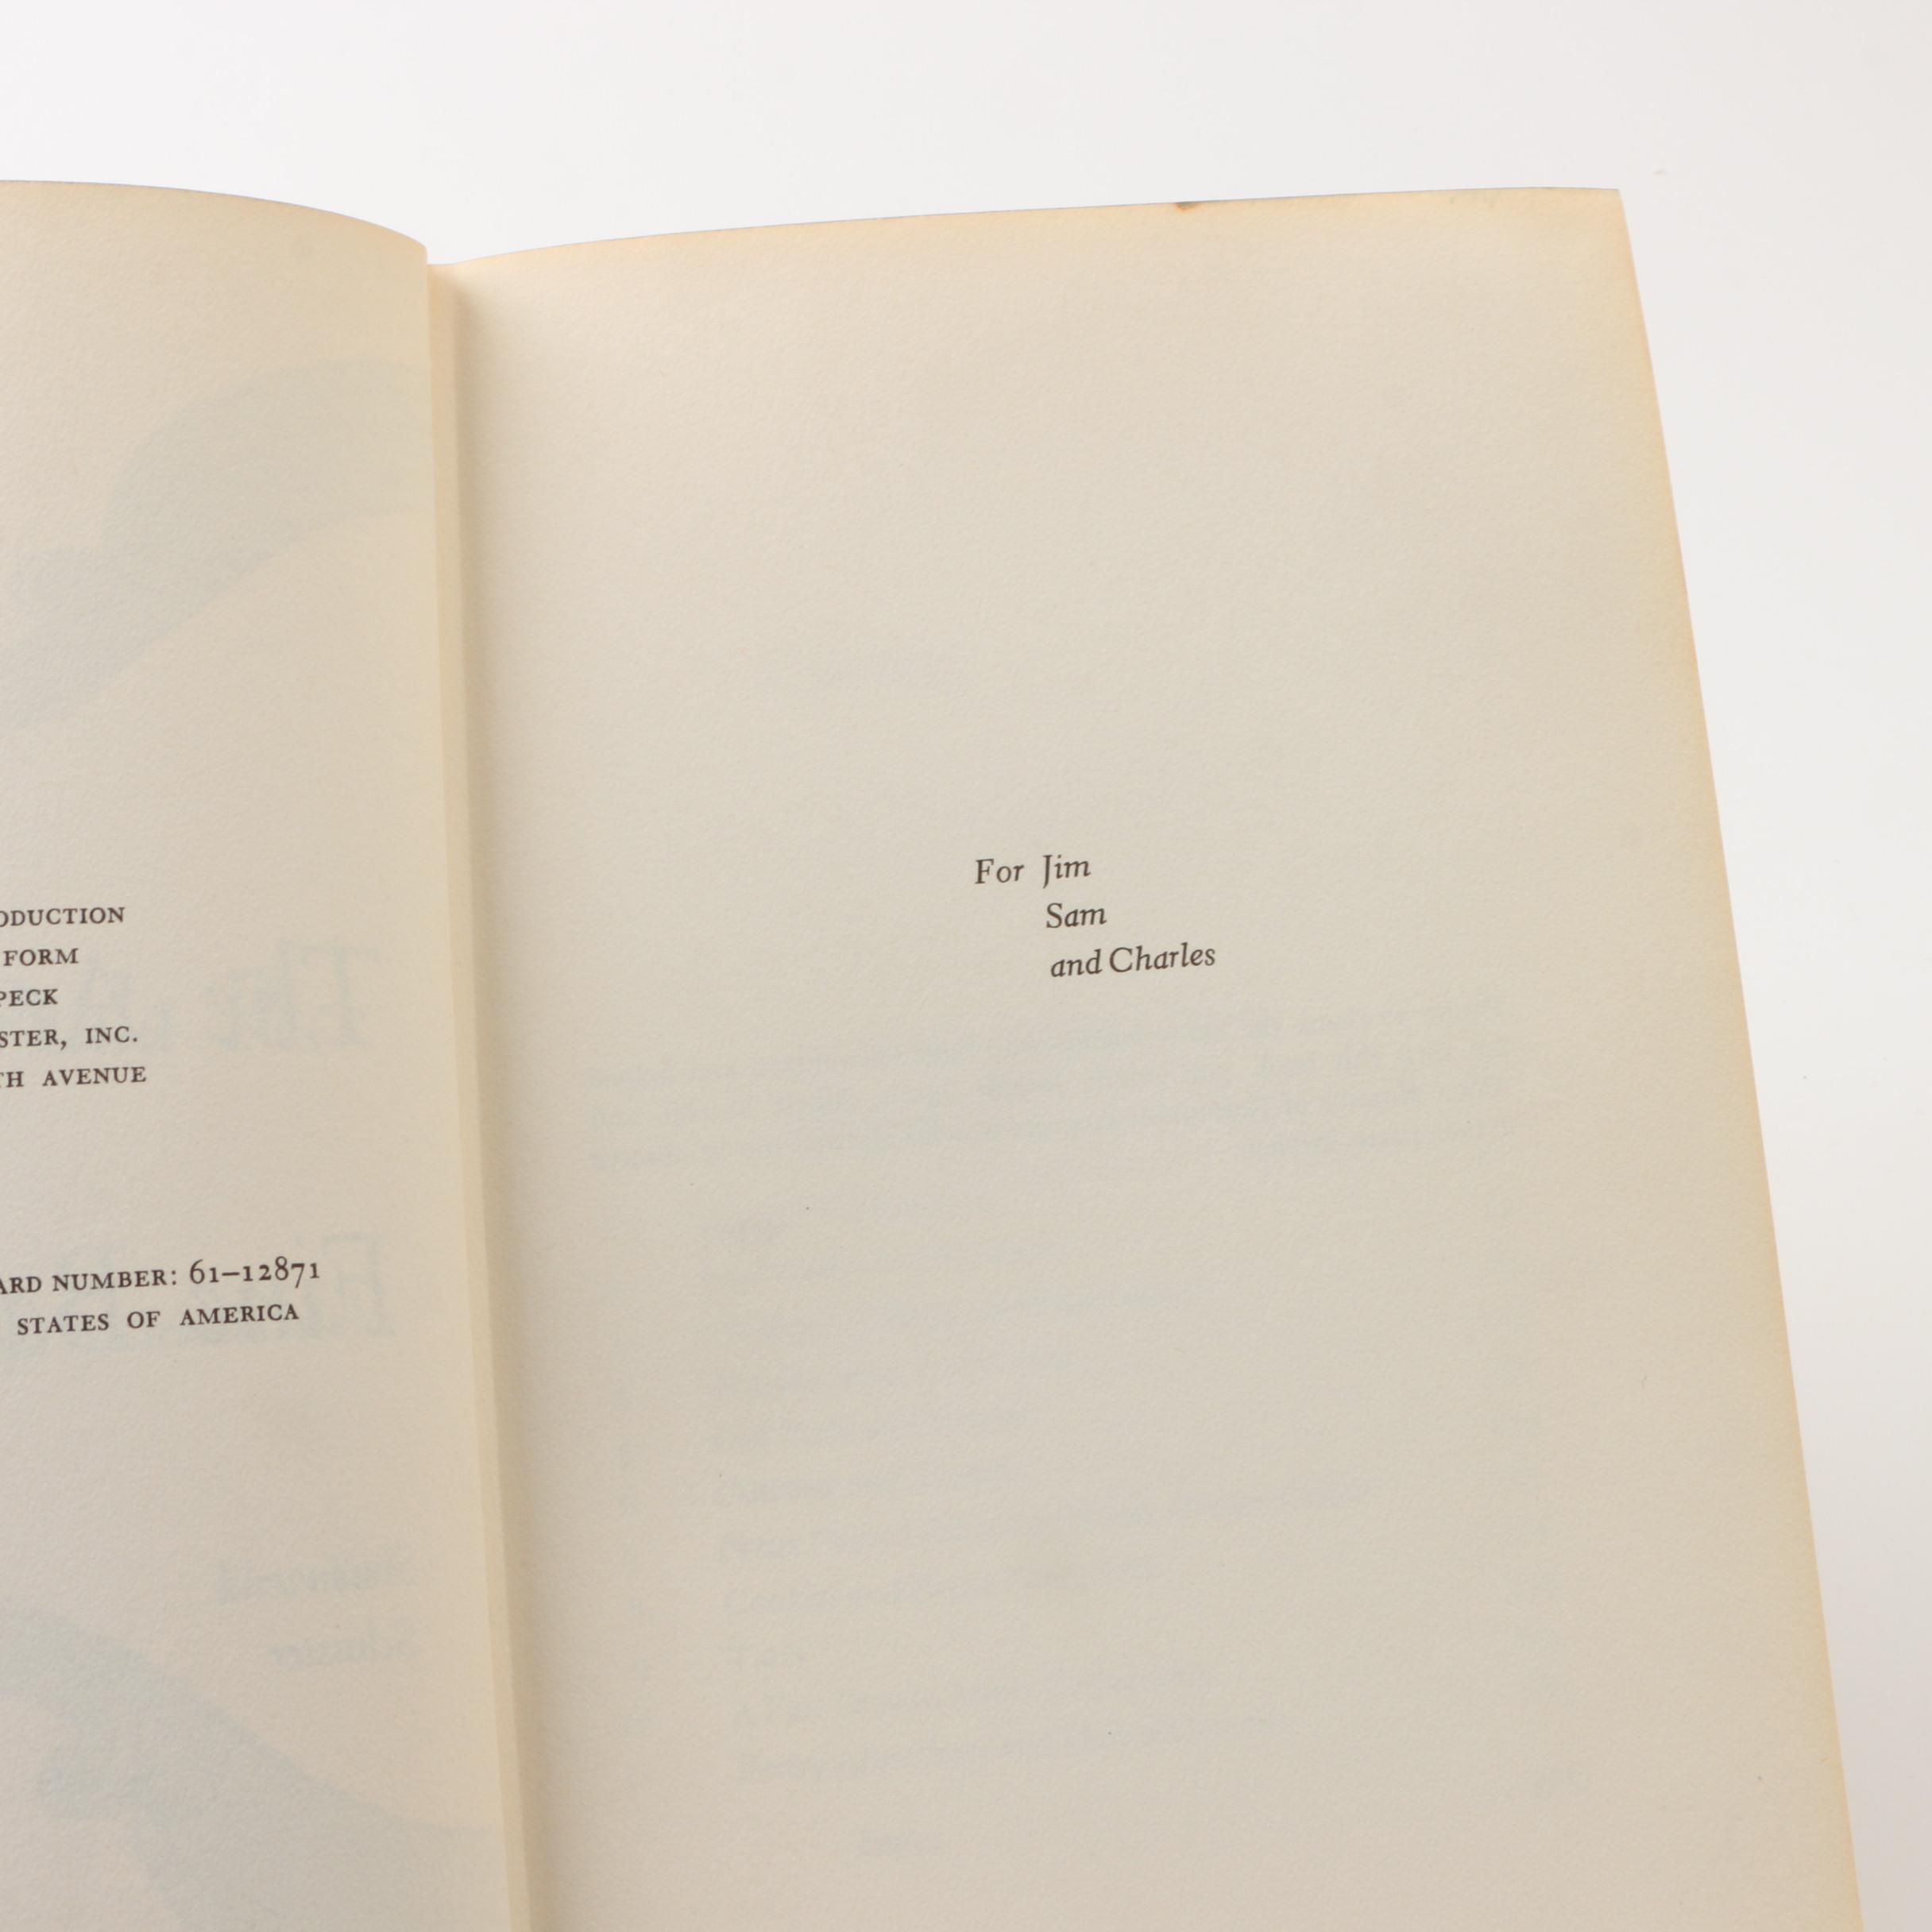 ODUCTION
FORM
PECK
STER, INC.
TH AVENUE
ARD NUMBER: 61–12871
STATES OF AMERICA
For Jim
Sam
and Charles